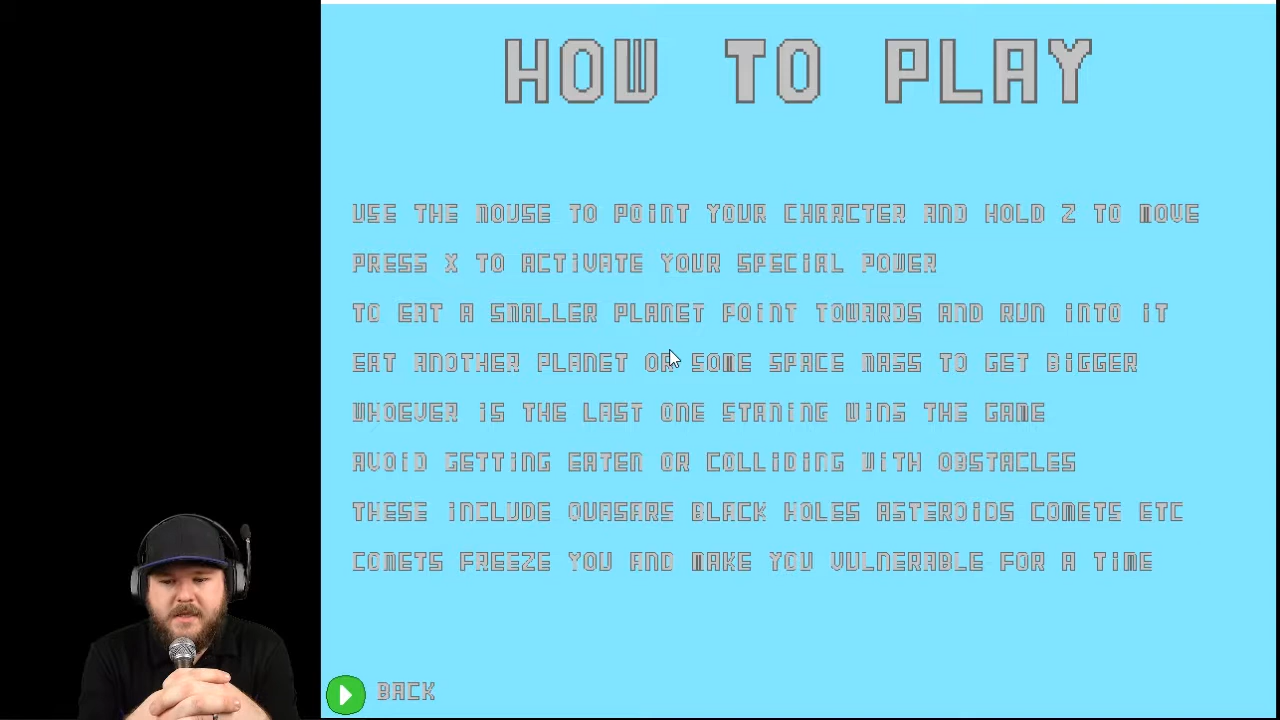 HOW TO PLAY
USE THE MOUSE TO POINT YOUR CHARCTER AND HOLD Z TO MOVE
PRESS X TO ACTIVATE YOUR SPECIAL POWER
TO EAT A SMALLER PLANET POINT TOWARDS AND RUN INTO IT
EAT ANOTHER PLANET OR SOME SPACE MASS TO GET BIGGER
WHOEVER IS THE LAST ONE STANING WINS THE GAME
AVOID GETTING EATEN OR COLLIDING WITH OBSTACLES
THESE INCLUDE QUASARS BLACK HOLES ASTEROIDS COMETS ETC
COMETS FREEZE YOU AND MAKE YOU VULNERABLE FOR A TIME
BACK